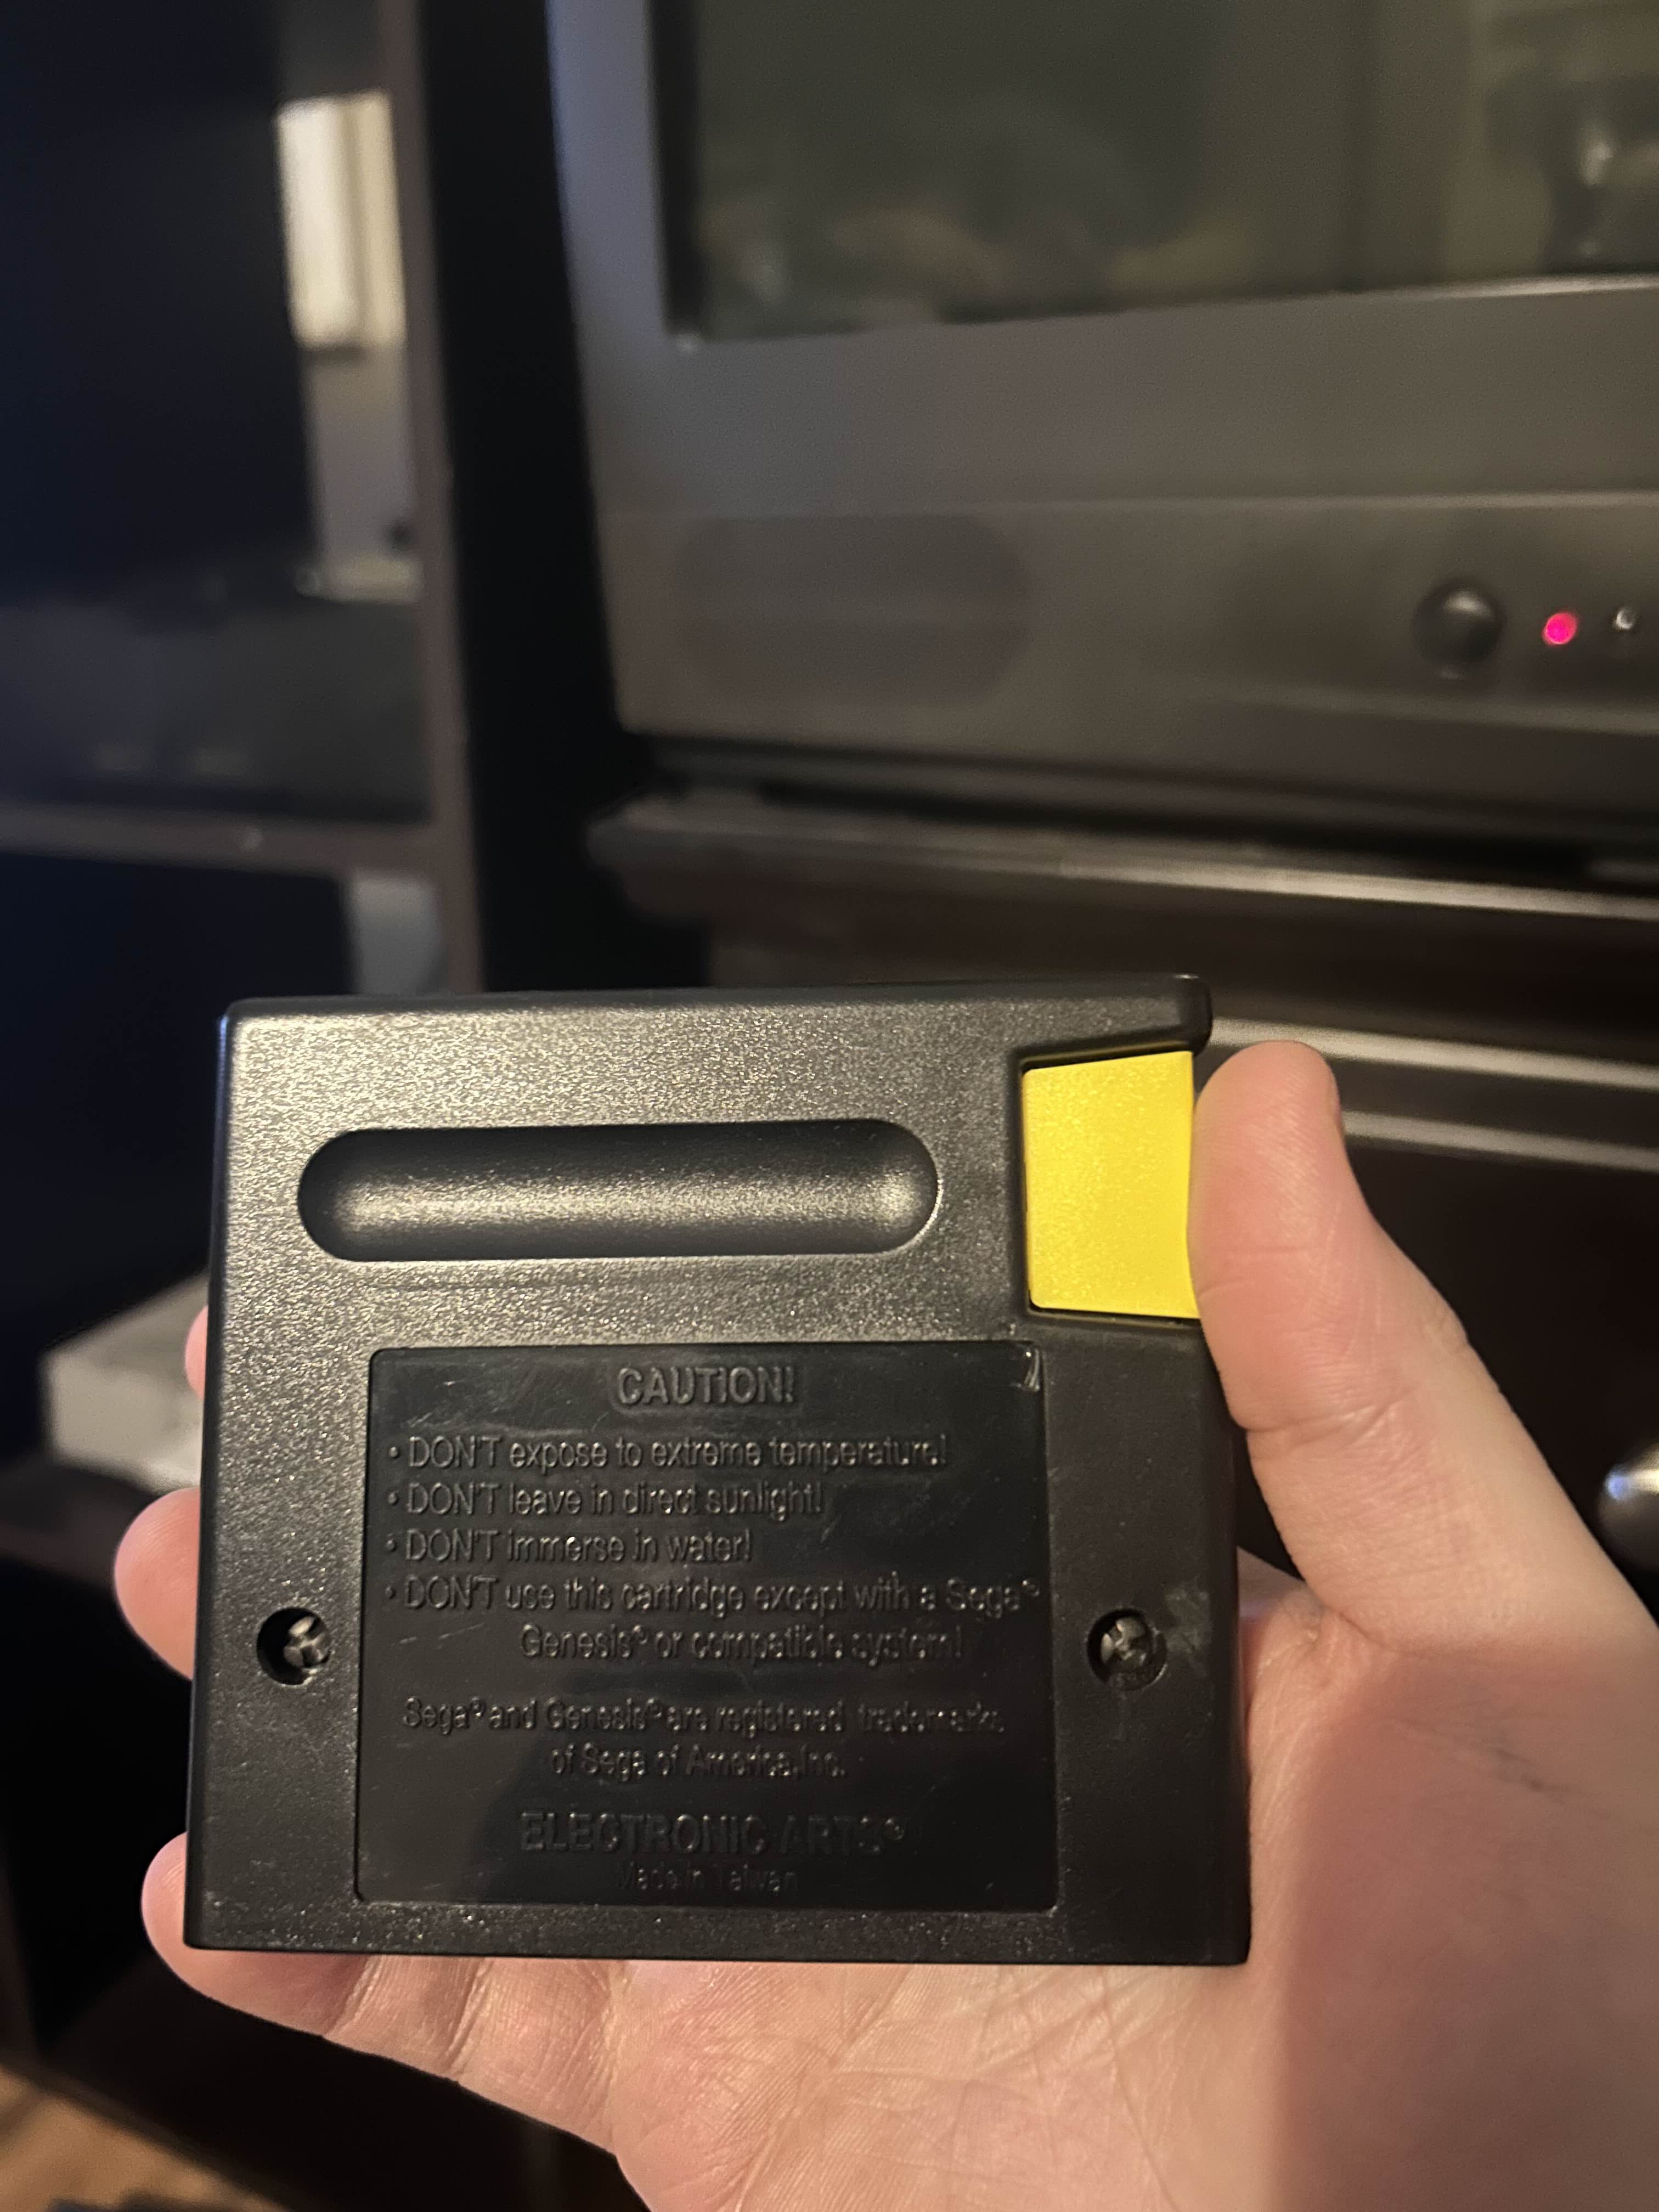 CAUTION!
• DON'T expose to extreme temperature!
• DON'T leave in direct sunlight!
• DON'T immerse in water!
• DON'T use this cartridge except with a Sega®
Genesis® or compatible system!
Sega® and Genesis® are registered trademarks
of Sega of America,Inc.
ELECTRONIC ARTS®
Made in Taiwan